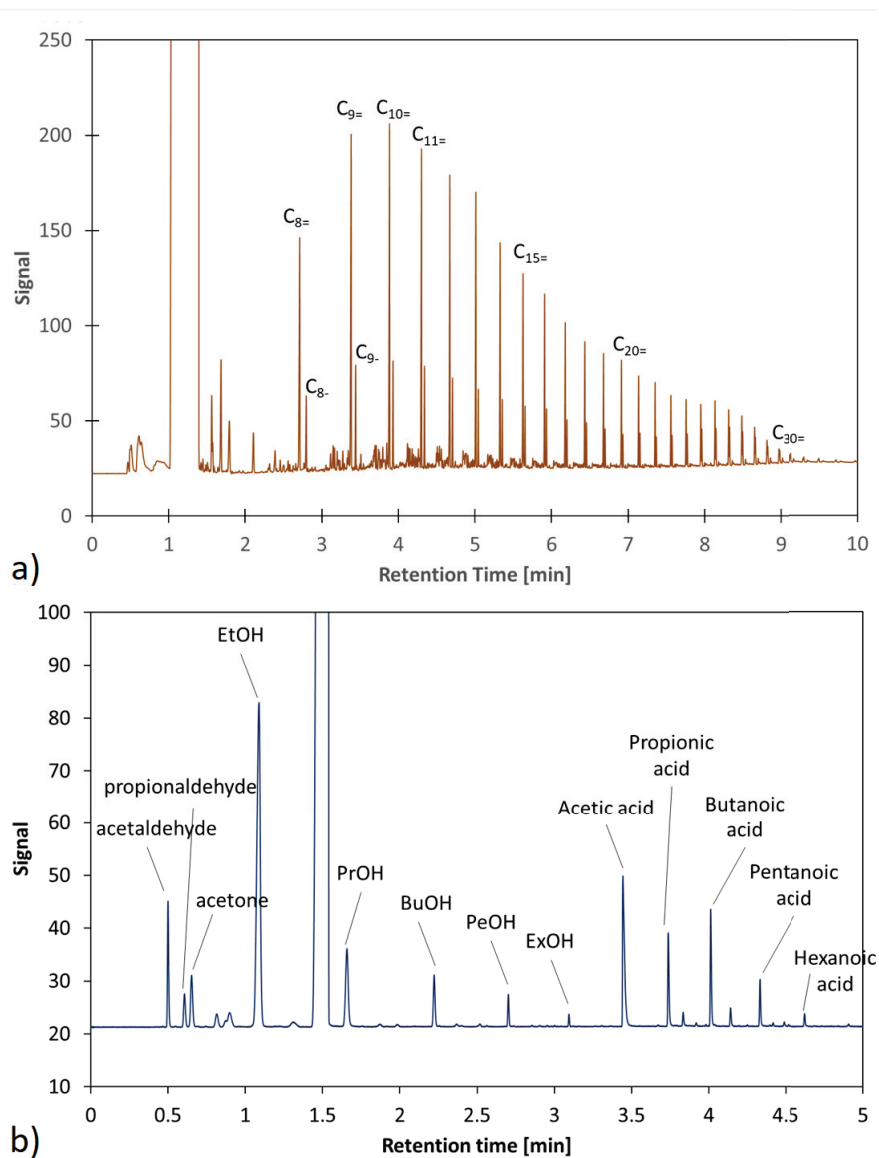 250
200
150
100
50
0
Signal
C8=
C8-
C9=
C9-
C10=
C11=
C15=
C20=
C30=
0 1 2 3 4 5 6 7 8 9 10
Retention Time [min]
a)
100
90
80
70
60
50
40
30
20
10
Signal
EtOH
propionaldehyde
acetaldehyde
acetone
PrOH
BuOH
PeOH
ExOH
Acetic acid
Propionic
acid
Butanoic
acid
Pentanoic
acid
Hexanoic
acid
0 0.5 1 1.5 2 2.5 3 3.5 4 4.5 5
Retention time [min]
b)